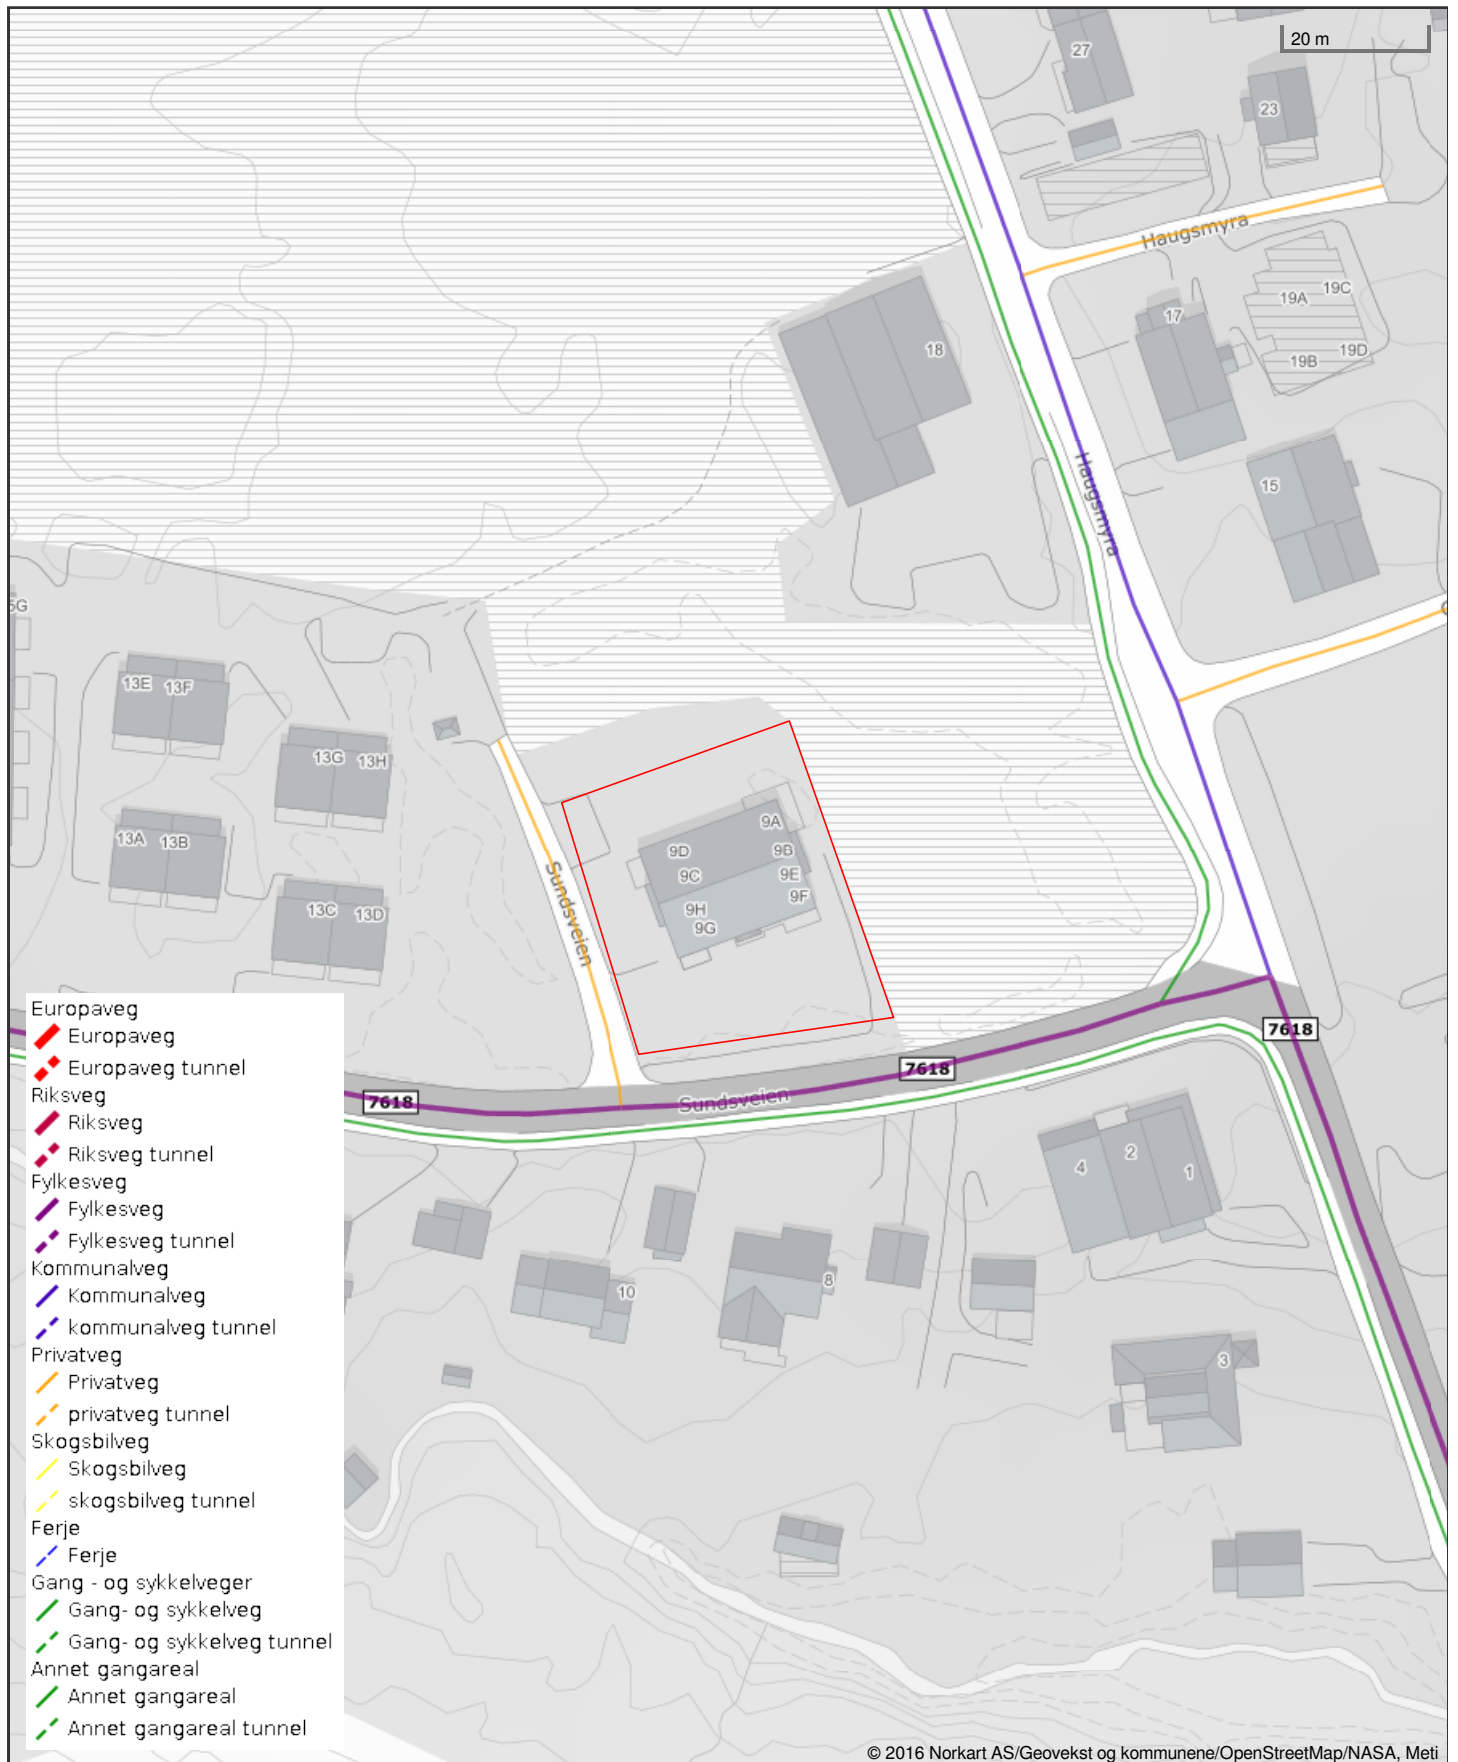 20 m
27
23
Haugsmyra
19A
19C
17
19B
19D
18
Haugsmyra
15
5G
13E
13F
13G
13H
13A
13B
13C
13D
9A
9D
9B
9C
9E
9F
9H
9G
Sundsveien
7618
7618
7618
Sundsveien
4
2
1
10
8
3
Europaveg
Europaveg
Europaveg tunnel
Riksveg
Riksveg
Riksveg tunnel
Fylkesveg
Fylkesveg
Fylkesveg tunnel
Kommunalveg
Kommunalveg
kommunalveg tunnel
Privatveg
Privatveg
privatveg tunnel
Skogsbilveg
Skogsbilveg
skogsbilveg tunnel
Ferje
Ferje
Gang - og sykkelveger
Gang- og sykkelveg
Gang- og sykkelveg tunnel
Annet gangareal
Annet gangareal
Annet gangareal tunnel
© 2016 Norkart AS/Geovekst og kommunene/OpenStreetMap/NASA, Meti